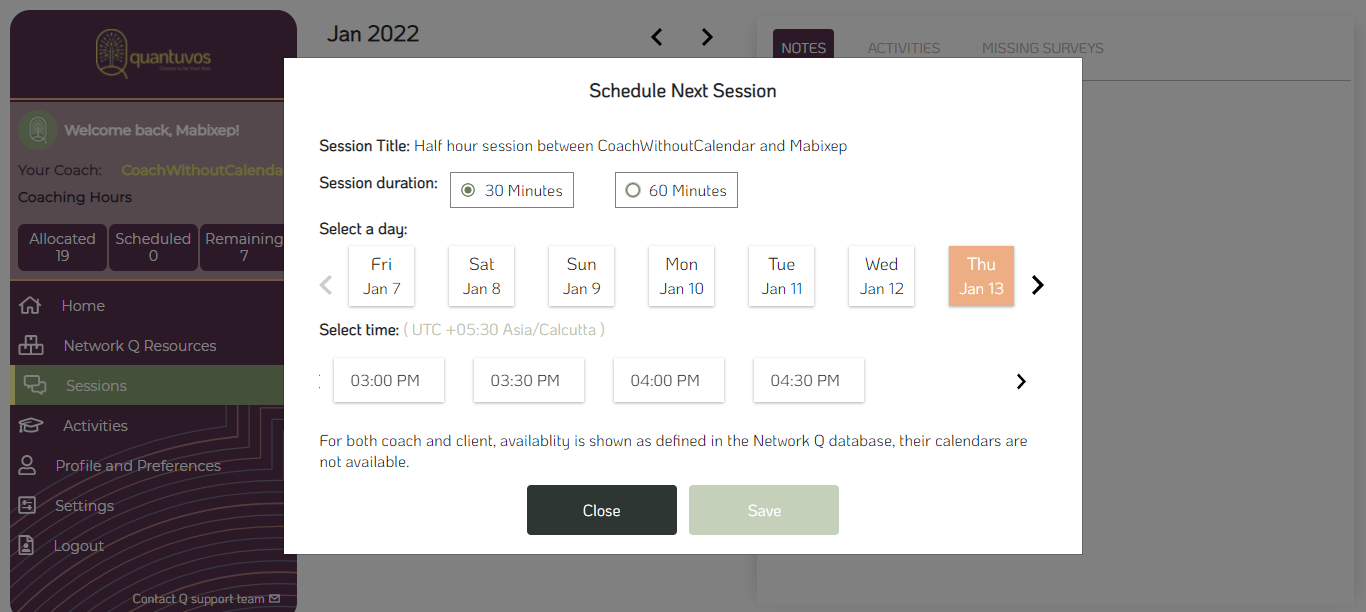 quantuvos
Welcome back, Mabixep!
Your Coach: CoachWithoutCalenda
Coaching Hours
Allocated
19
Scheduled
0
Remaining
7
Home
Network Q Resources
Sessions
Activities
Profile and Preferences
Settings
Logout
Contact Q support team
Jan 2022
NOTES ACTIVITIES MISSING SURVEYS
Schedule Next Session
Session Title: Half hour session between CoachWithoutCalendar and Mabixep
Session duration: 30 Minutes 60 Minutes
Select a day:
Fri
Jan 7
Sat
Jan 8
Sun
Jan 9
Mon
Jan 10
Tue
Jan 11
Wed
Jan 12
Thu
Jan 13
Select time: ( UTC +05:30 Asia/Calcutta )
03:00 PM 03:30 PM 04:00 PM 04:30 PM
For both coach and client, availablity is shown as defined in the Network Q database, their calendars are
not available.
Close Save